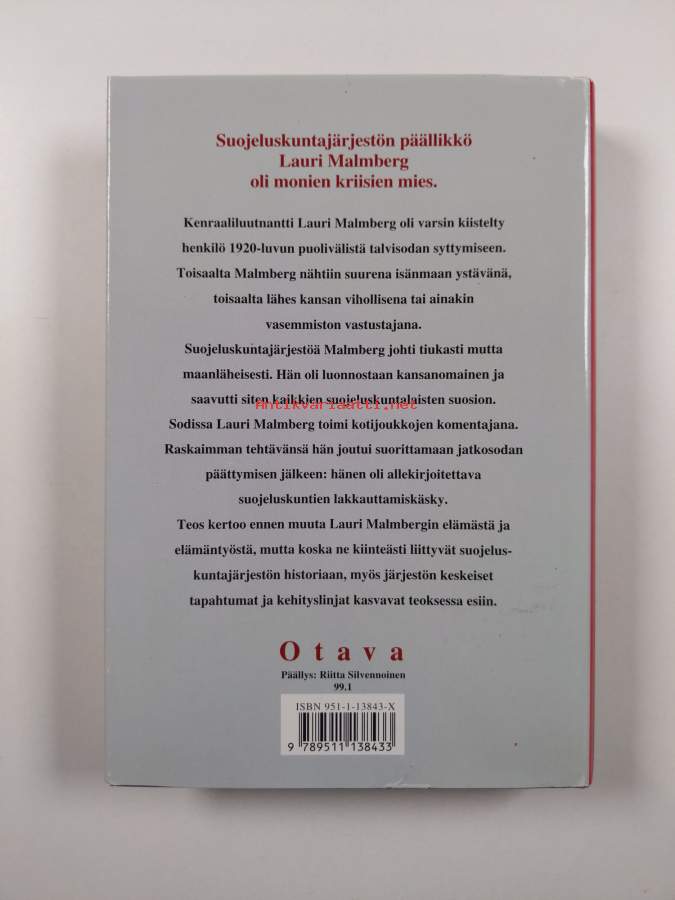 Suojeluskuntajärjestön päällikkö
Lauri Malmberg
oli monien kriisien mies.
Kenraaliluutnantti Lauri Malmberg oli varsin kiistelty
henkilö 1920-luvun puolivälistä talvisodan syttymiseen.
Toisaalta Malmberg nähtiin suurena isänmaan ystävänä,
toisaalta lähes kansan vihollisena tai ainakin
vasemmiston vastustajana.
Suojeluskuntajärjestöä Malmberg johti tiukasti mutta
maanläheisesti. Hän oli luonnostaan kansanomainen ja
saavutti siten kaikkien suojeluskuntalaisten suosion.
Antikvariaatti.net
Sodissa Lauri Malmberg toimi kotijoukkojen komentajana.
Raskaimman tehtävänsä hän joutui suorittamaan jatkosodan
päättymisen jälkeen: hänen oli allekirjoitettava
suojeluskuntien lakkauttamiskäsky.
Teos kertoo ennen muuta Lauri Malmbergin elämästä ja
elämäntyöstä, mutta koska ne kiinteästi liittyvät suojelus-
kuntajärjestön historiaan, myös järjestön keskeiset
tapahtumat ja kehityslinjat kasvavat teoksessa esiin.
Otava
Päällys: Riitta Silvennoinen
99.1
ISBN 951-1-13843-X
9 789511 138433